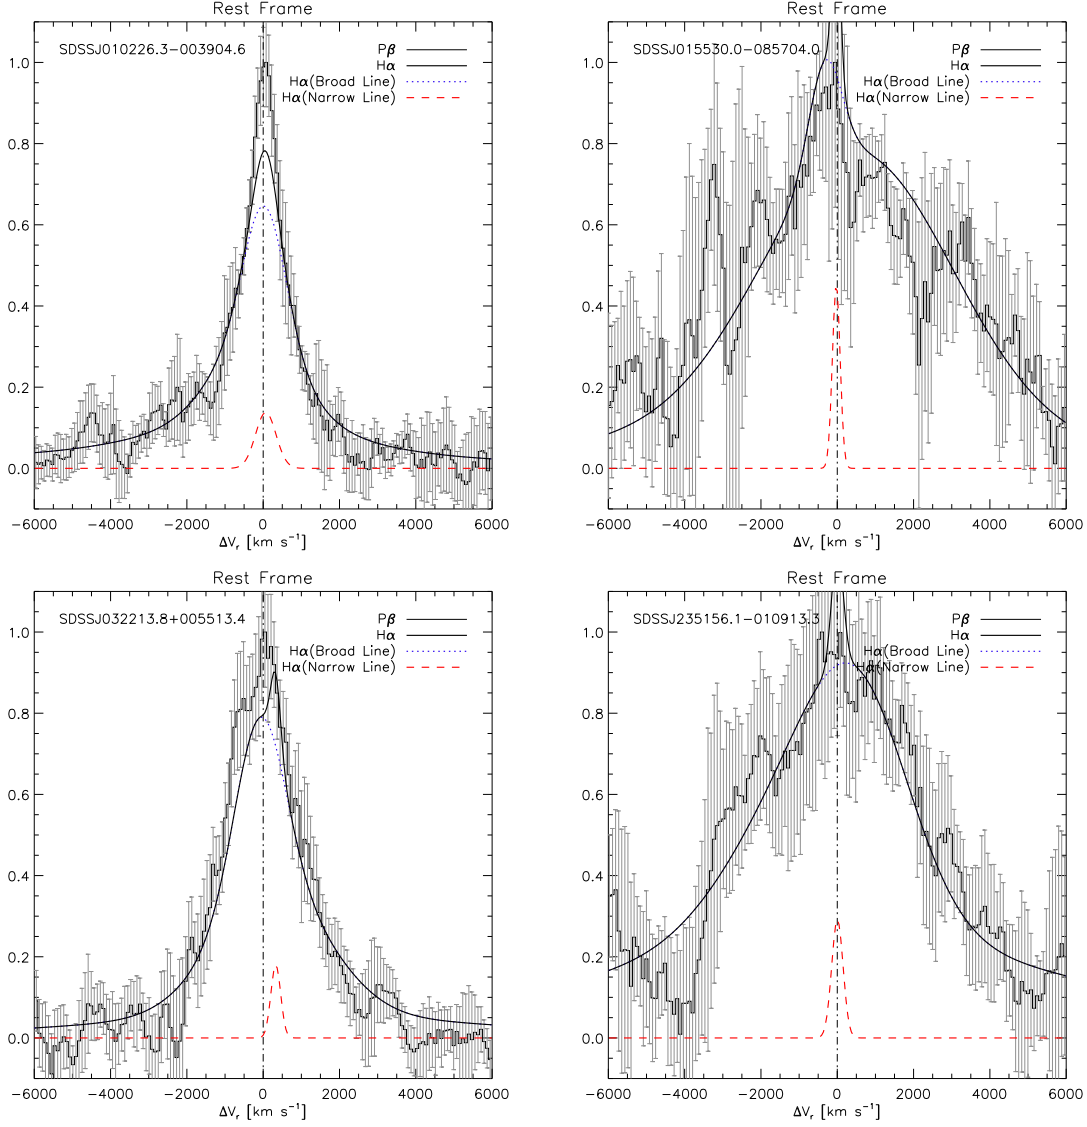 Rest Frame
SDSSJ010226.3−003904.6
Pβ
Hα
Hα(Broad Line)
Hα(Narrow Line)
1.0
0.8
0.6
0.4
0.2
0.0
−6000 −4000 −2000 0 2000 4000 6000
ΔVr [km s−1]
Rest Frame
SDSSJ015530.0−085704.0
Pβ
Hα
Hα(Broad Line)
Hα(Narrow Line)
1.0
0.8
0.6
0.4
0.2
0.0
−6000 −4000 −2000 0 2000 4000 6000
ΔVr [km s−1]
Rest Frame
SDSSJ032213.8+005513.4
Pβ
Hα
Hα(Broad Line)
Hα(Narrow Line)
1.0
0.8
0.6
0.4
0.2
0.0
−6000 −4000 −2000 0 2000 4000 6000
ΔVr [km s−1]
Rest Frame
SDSSJ235156.1−010913.3
Pβ
Hα
Hα(Broad Line)
Hα(Narrow Line)
1.0
0.8
0.6
0.4
0.2
0.0
−6000 −4000 −2000 0 2000 4000 6000
ΔVr [km s−1]